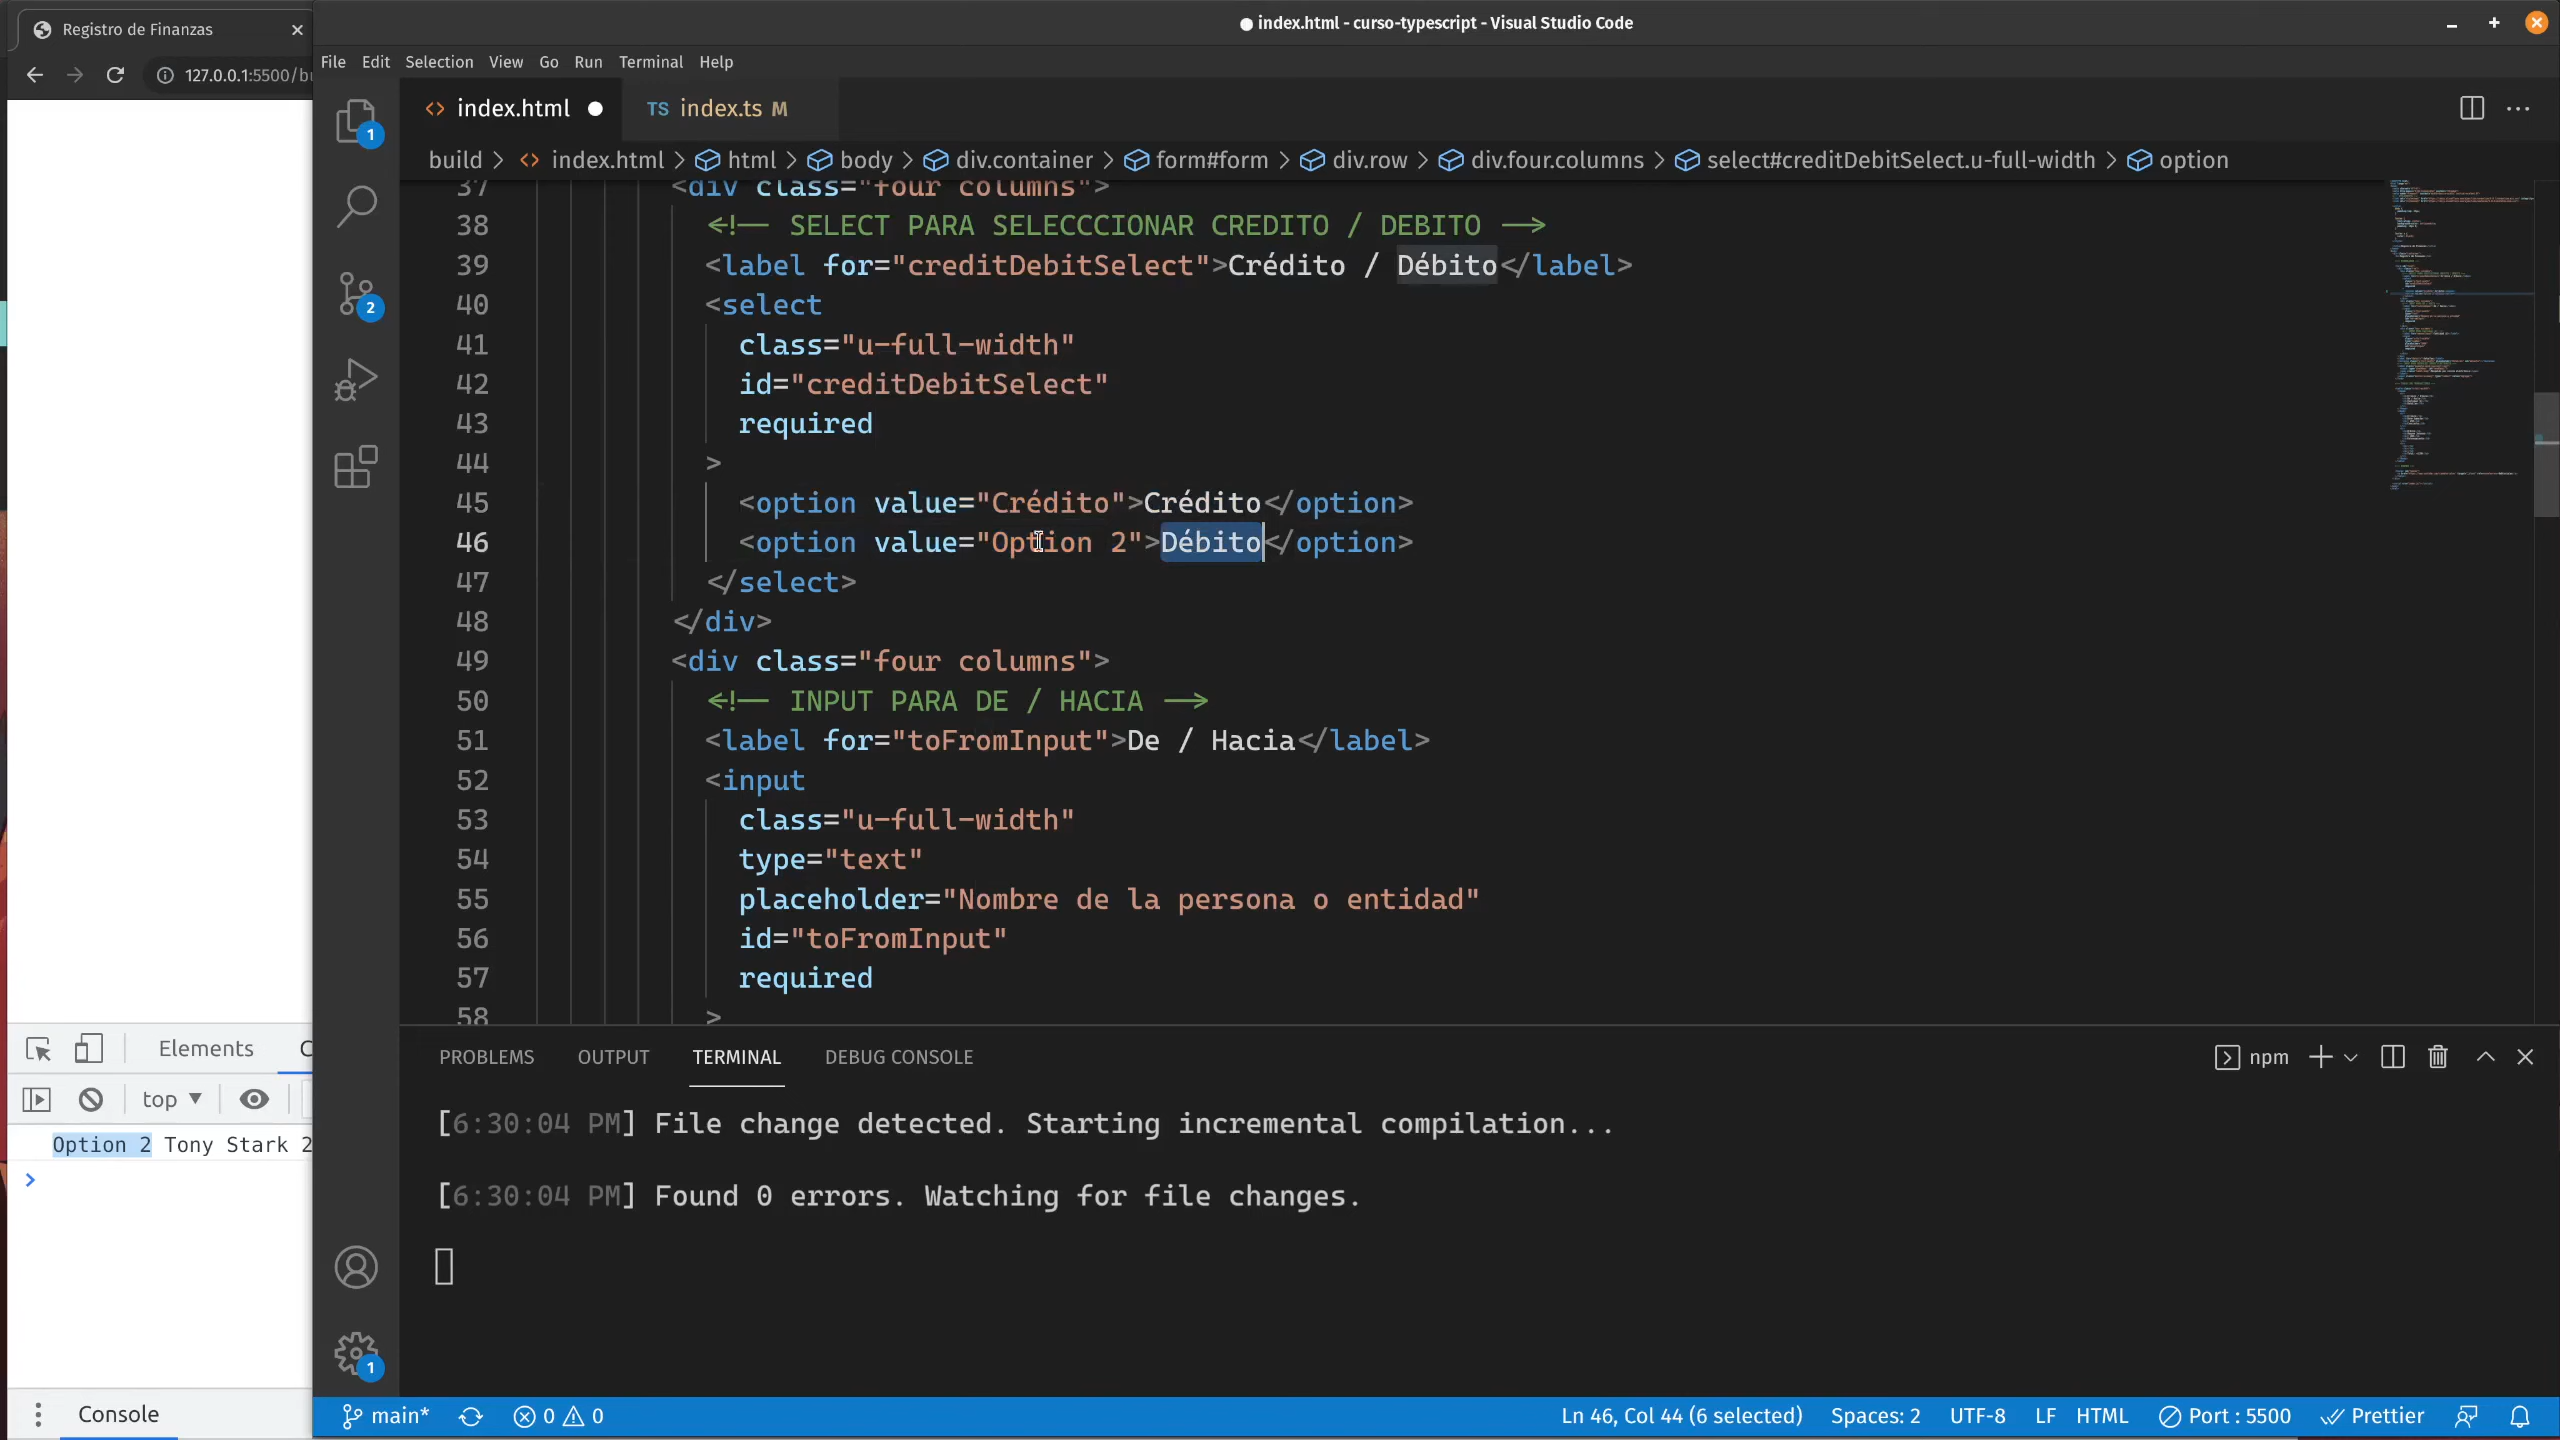 Registro de Finanzas
127.0.0.1:5500/bu
index.html - curso-typescript - Visual Studio Code
File Edit Selection View Go Run Terminal Help
index.html
TS index.ts M
build > index.html > html > body > div.container > form#form > div.row > div.four.columns > select#creditDebitSelect.u-full-width > option
37 <div class="four columns">
38 <!-- SELECT PARA SELECCCIONAR CREDITO / DEBITO -->
39 <label for="creditDebitSelect">Crédito / Débito</label>
40 <select
41 class="u-full-width"
42 id="creditDebitSelect"
43 required
44 >
45 <option value="Crédito">Crédito</option>
46 <option value="Option 2">Débito</option>
47 </select>
48 </div>
49 <div class="four columns">
50 <!-- INPUT PARA DE / HACIA -->
51 <label for="toFromInput">De / Hacia</label>
52 <input
53 class="u-full-width"
54 type="text"
55 placeholder="Nombre de la persona o entidad"
56 id="toFromInput"
57 required
58 >
1
2
1
PROBLEMS OUTPUT TERMINAL DEBUG CONSOLE
npm
[6:30:04 PM] File change detected. Starting incremental compilation...
[6:30:04 PM] Found 0 errors. Watching for file changes.
Elements C
top
Option 2 Tony Stark 2
Console
main* 0 0
Ln 46, Col 44 (6 selected) Spaces: 2 UTF-8 LF HTML Port : 5500 Prettier